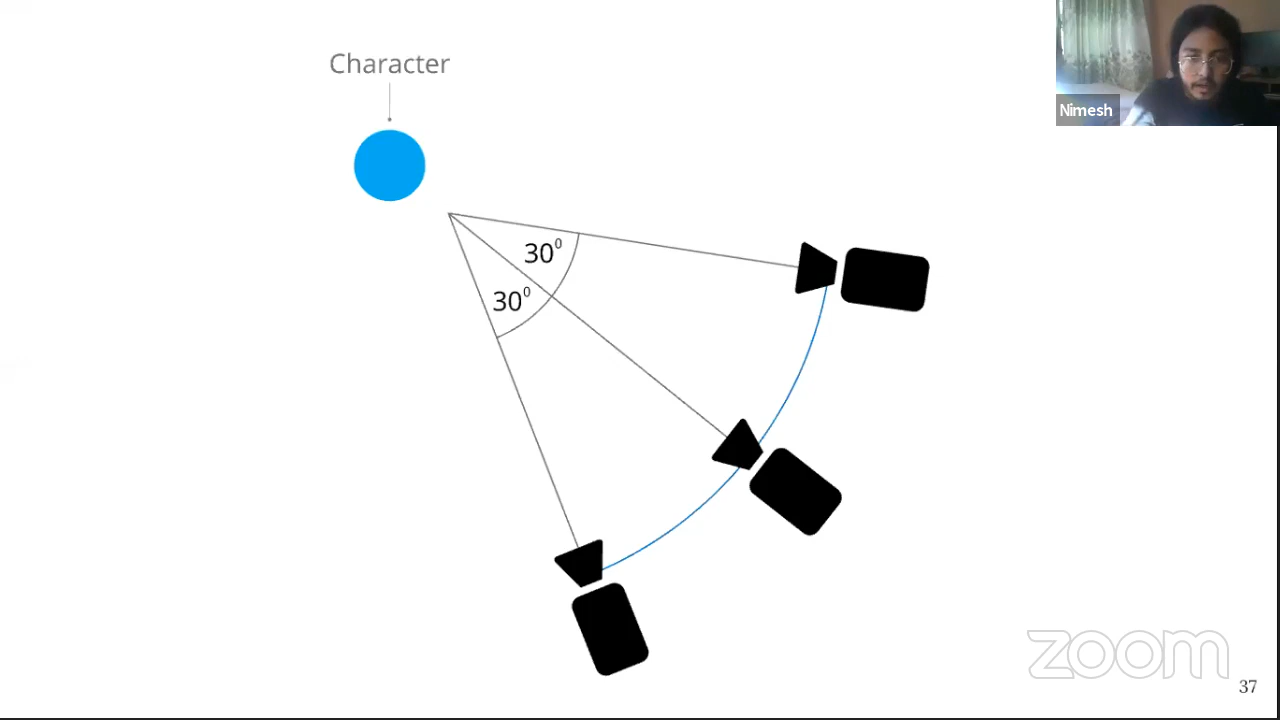 Character
Nimesh
30⁰
30⁰
zoom
37